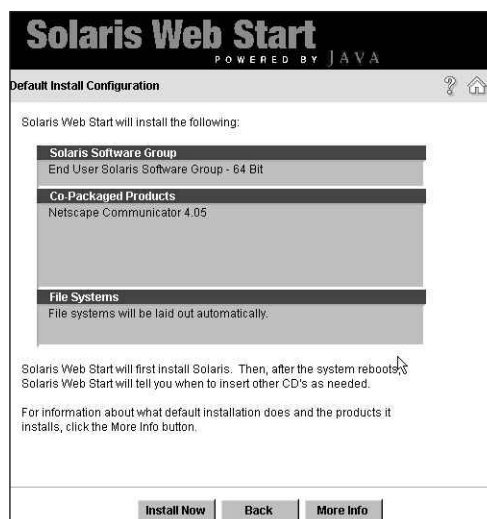 Solaris Web Start
POWERED BY JAVA
Default Install Configuration
?
Solaris Web Start will install the following:
Solaris Software Group
End User Solaris Software Group - 64 Bit
Co-Packaged Products
Netscape Communicator 4.05
File Systems
File systems will be laid out automatically.
Solaris Web Start will first install Solaris. Then, after the system reboots,
Solaris Web Start will tell you when to insert other CD's as needed.
For information about what default installation does and the products it
installs, click the More Info button.
Install Now Back More Info